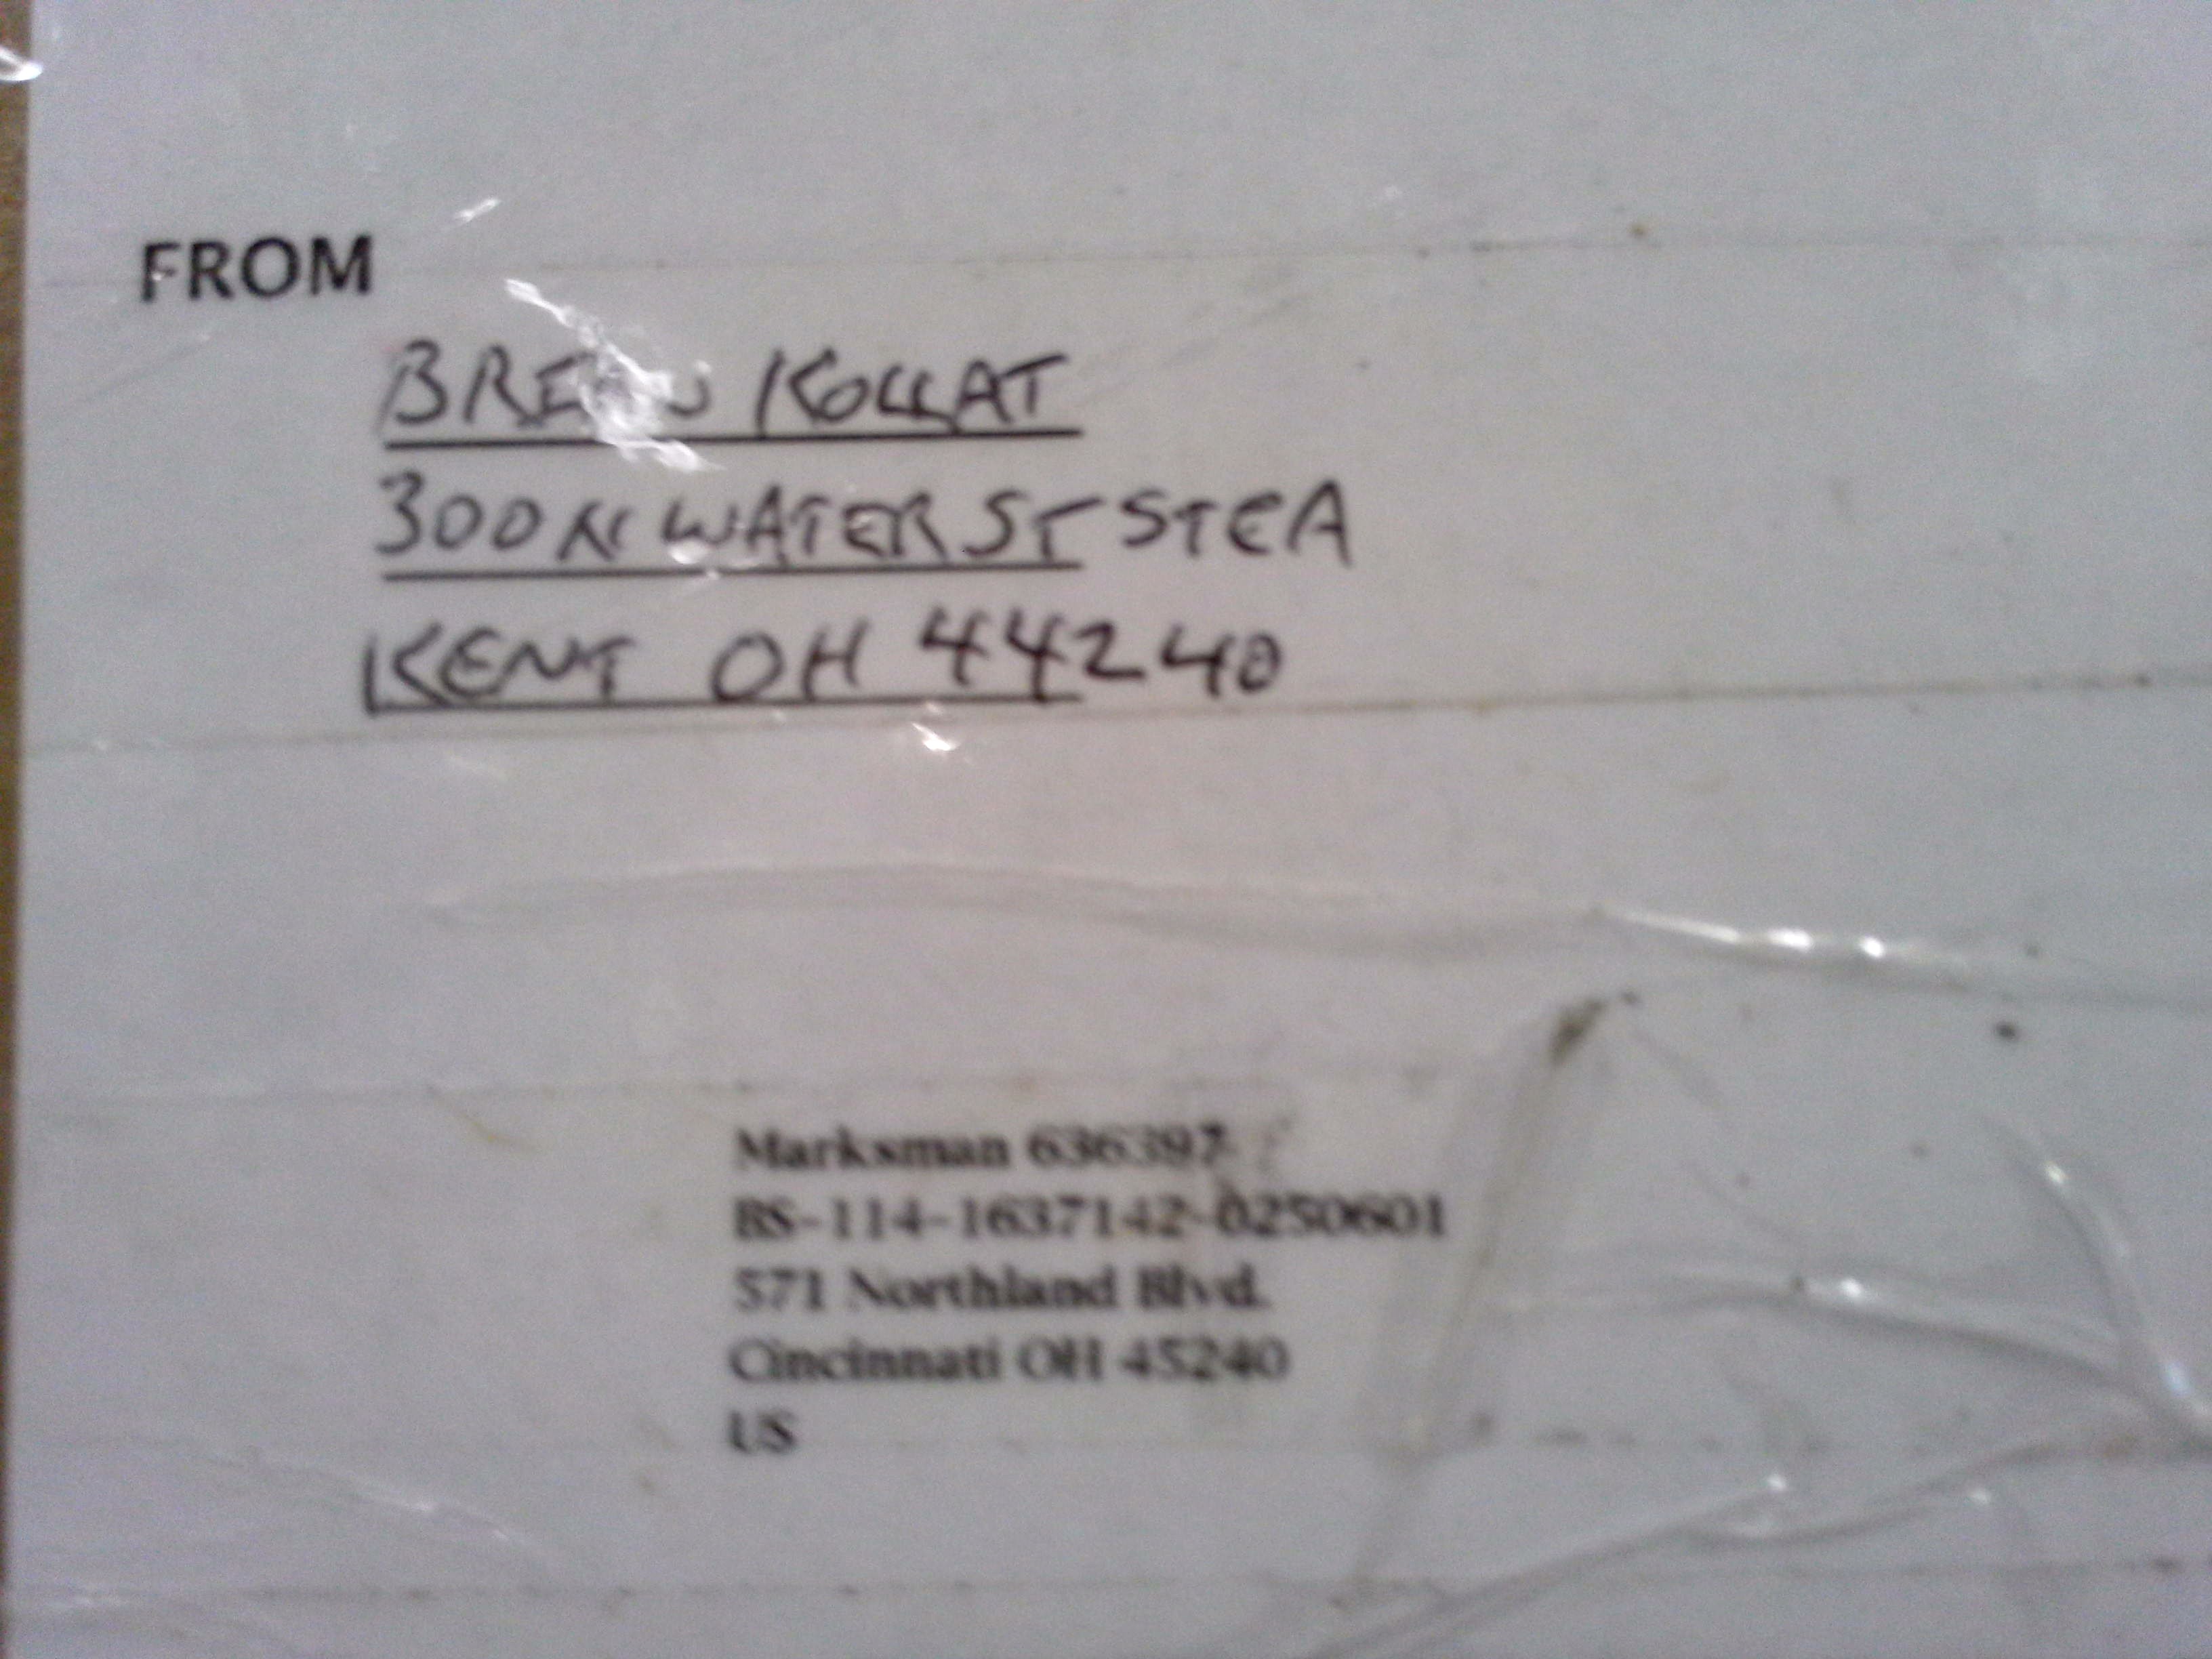 FROM
KOLLAT
300 N WATER ST STE A
KENT OH 44240
Marksman 636397
BS-114-1637142-0250601
571 Northland Blvd.
Cincinnati OH 45240
US